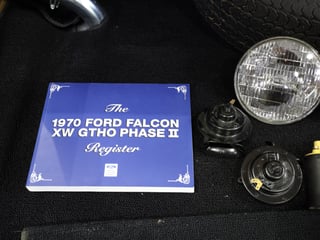 The
1970 FORD FALCON
XW GTHO PHASE II
Register